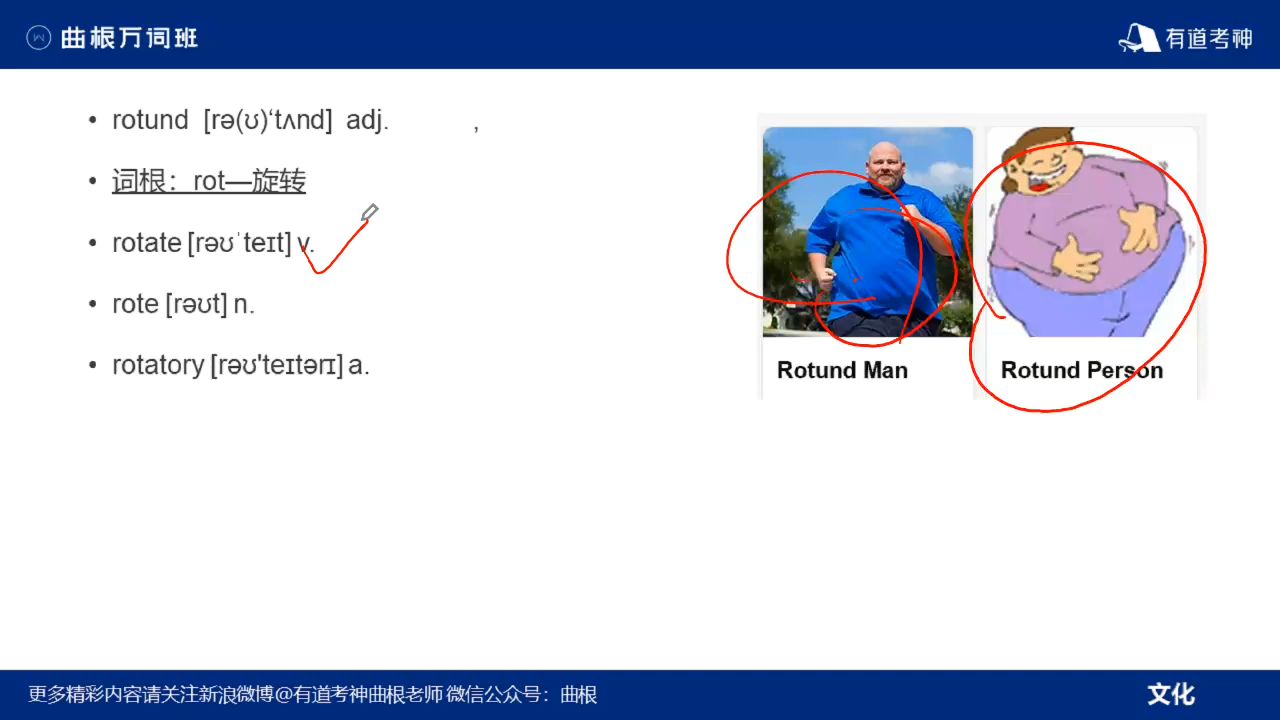 曲根万词班
有道考神
• rotund [rə(ʊ)‘tʌnd] adj. ,
• 词根：rot—旋转
• rotate [rəʊˈteɪt] v.
• rote [rəʊt] n.
• rotatory [rəʊ'teɪtərɪ] a.
Rotund Man
Rotund Person
更多精彩内容请关注新浪微博@有道考神曲根老师 微信公众号：曲根
文化